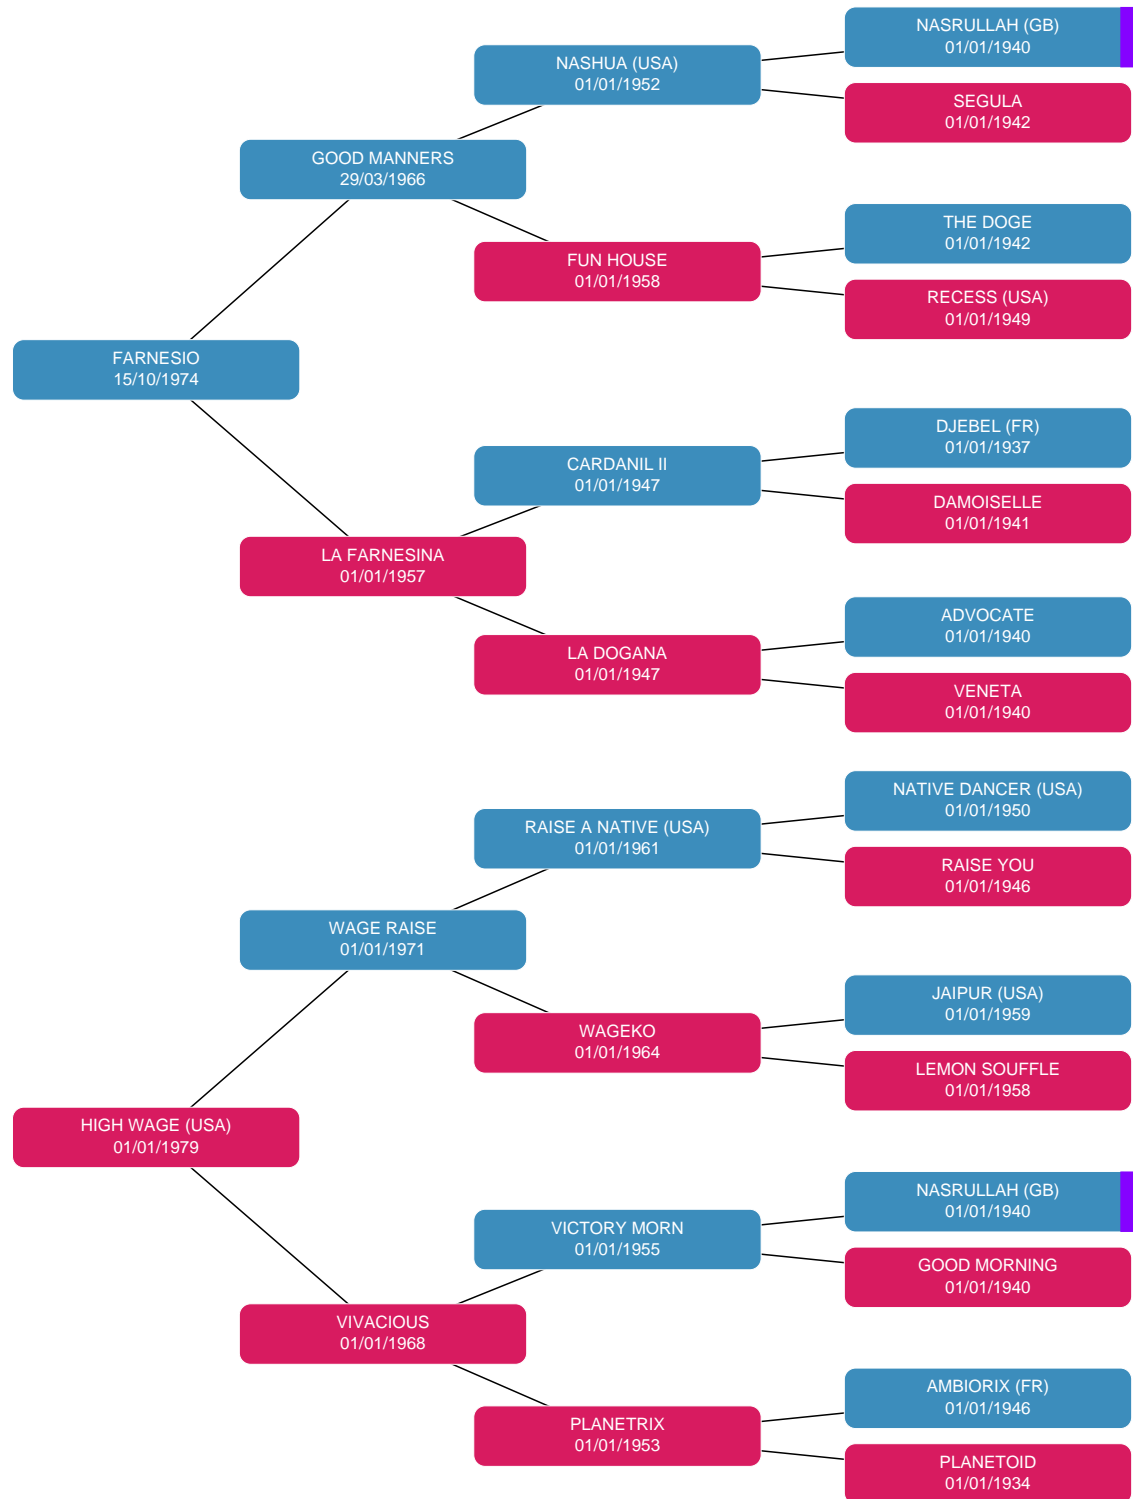 NASRULLAH (GB)
01/01/1940
NASHUA (USA)
01/01/1952
SEGULA
01/01/1942
GOOD MANNERS
29/03/1966
THE DOGE
01/01/1942
FUN HOUSE
01/01/1958
RECESS (USA)
01/01/1949
FARNESIO
15/10/1974
DJEBEL (FR)
01/01/1937
CARDANIL II
01/01/1947
DAMOISELLE
01/01/1941
LA FARNESINA
01/01/1957
ADVOCATE
01/01/1940
LA DOGANA
01/01/1947
VENETA
01/01/1940
NATIVE DANCER (USA)
01/01/1950
RAISE A NATIVE (USA)
01/01/1961
RAISE YOU
01/01/1946
WAGE RAISE
01/01/1971
JAIPUR (USA)
01/01/1959
WAGEKO
01/01/1964
LEMON SOUFFLE
01/01/1958
HIGH WAGE (USA)
01/01/1979
NASRULLAH (GB)
01/01/1940
VICTORY MORN
01/01/1955
GOOD MORNING
01/01/1940
VIVACIOUS
01/01/1968
AMBIORIX (FR)
01/01/1946
PLANETRIX
01/01/1953
PLANETOID
01/01/1934